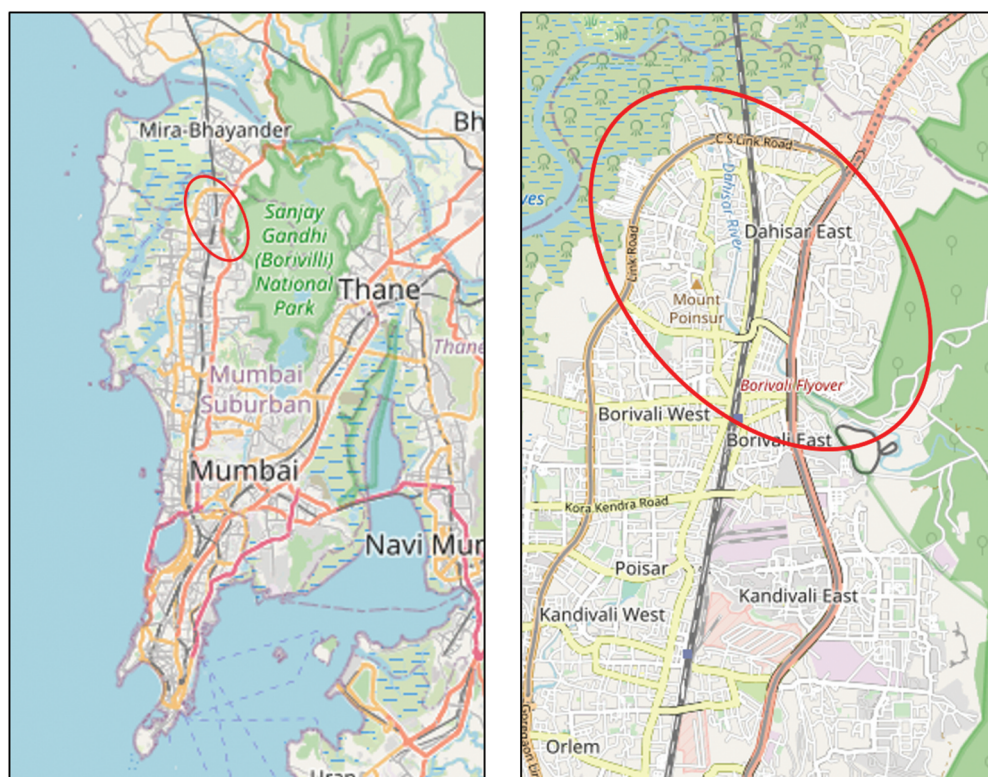 Mira-Bhayander
Bh
Sanjay
Gandhi
(Borivilli)
National
Park
Thane
Thane
Mumbai
Suburban
Mumbai
Navi Mur
Uran
C S Link Road
Dahisar River
ves
Dahisar East
Link Road
Mount
Poinsur
Borivali Flyover
Borivali West
Borivali East
Kora Kendra Road
Poisar
Kandivali East
Kandivali West
Orlem